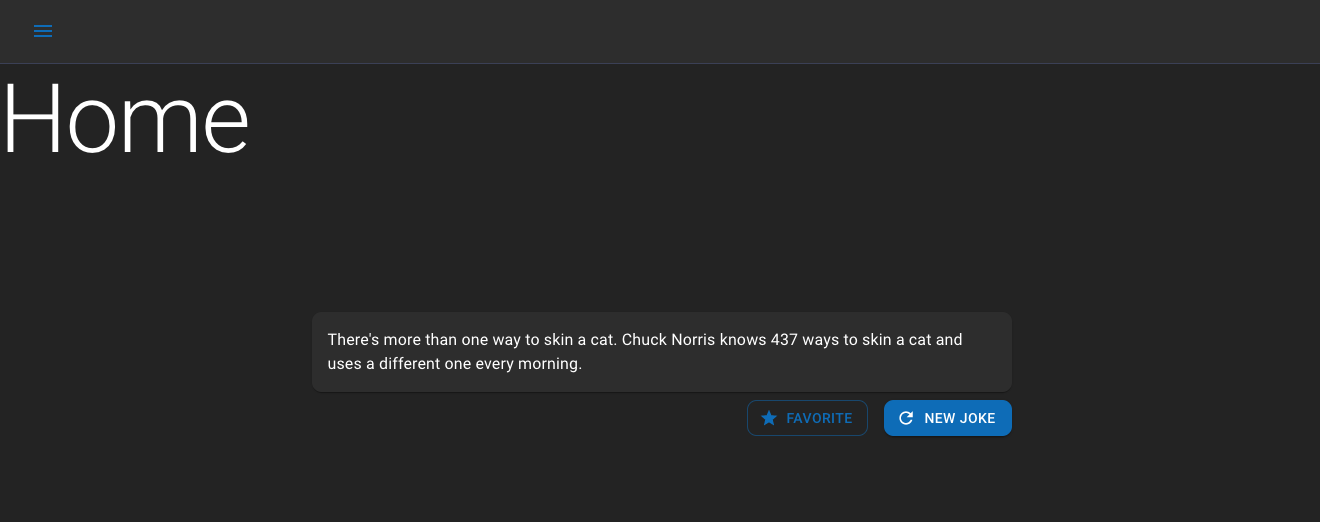 Home
There's more than one way to skin a cat. Chuck Norris knows 437 ways to skin a cat and
uses a different one every morning.
FAVORITE
NEW JOKE